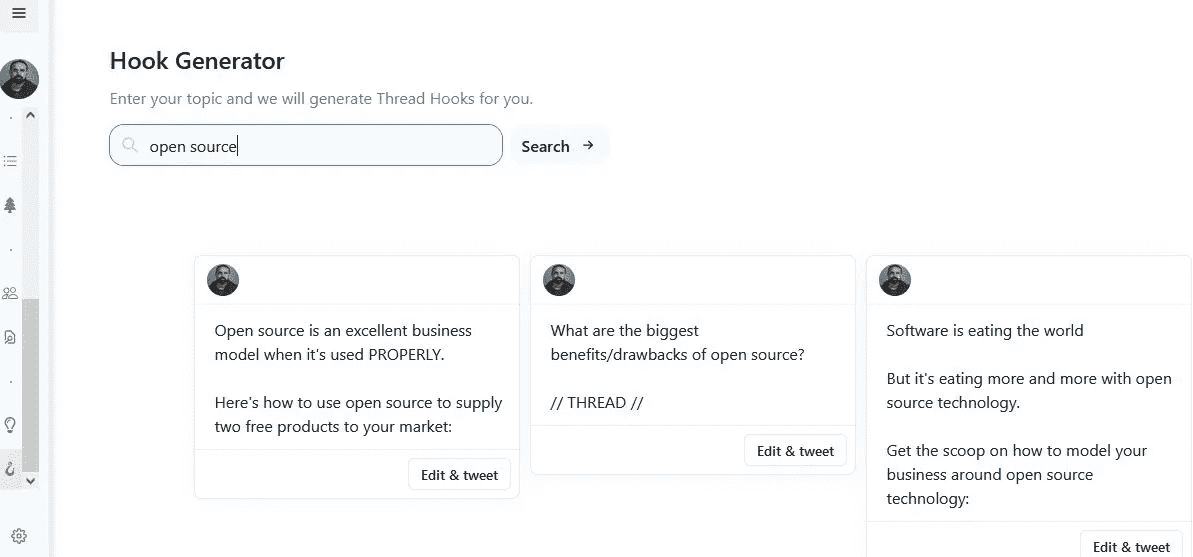 Hook Generator
Enter your topic and we will generate Thread Hooks for you.
open source
Search
Open source is an excellent business
model when it's used PROPERLY.
Here's how to use open source to supply
two free products to your market:
Edit & tweet
What are the biggest
benefits/drawbacks of open source?
// THREAD //
Edit & tweet
Software is eating the world
But it's eating more and more with open
source technology.
Get the scoop on how to model your
business around open source
technology:
Edit & tweet